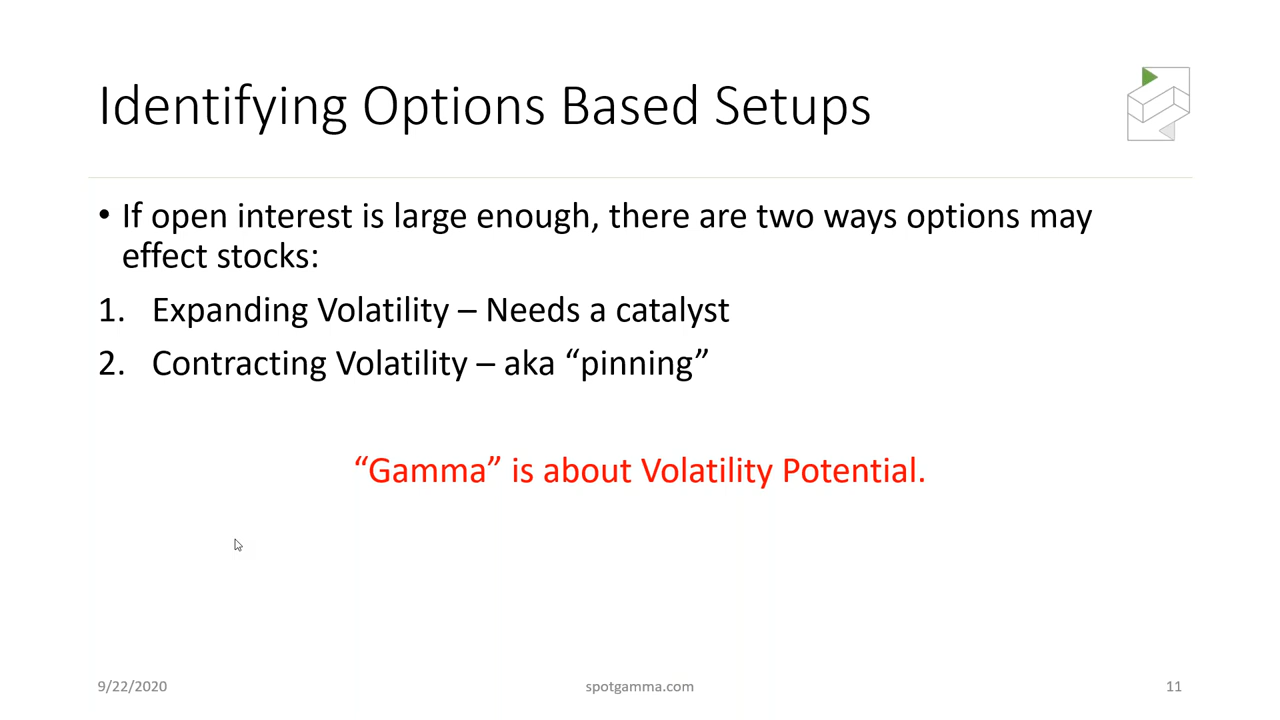 Identifying Options Based Setups
• If open interest is large enough, there are two ways options may
effect stocks:
1. Expanding Volatility – Needs a catalyst
2. Contracting Volatility – aka “pinning”
“Gamma” is about Volatility Potential.
9/22/2020 spotgamma.com 11